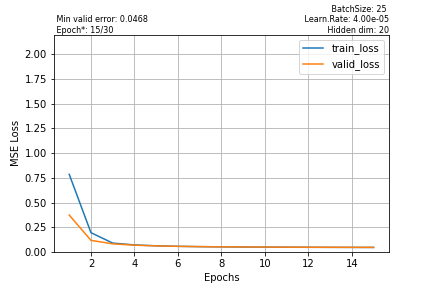 BatchSize: 25
Min valid error: 0.0468 Learn.Rate: 4.00e-05
Epoch*: 15/30 Hidden dim: 20
train_loss
valid_loss
2.00
1.75
1.50
1.25
1.00
0.75
0.50
0.25
0.00
MSE Loss
2 4 6 8 10 12 14
Epochs